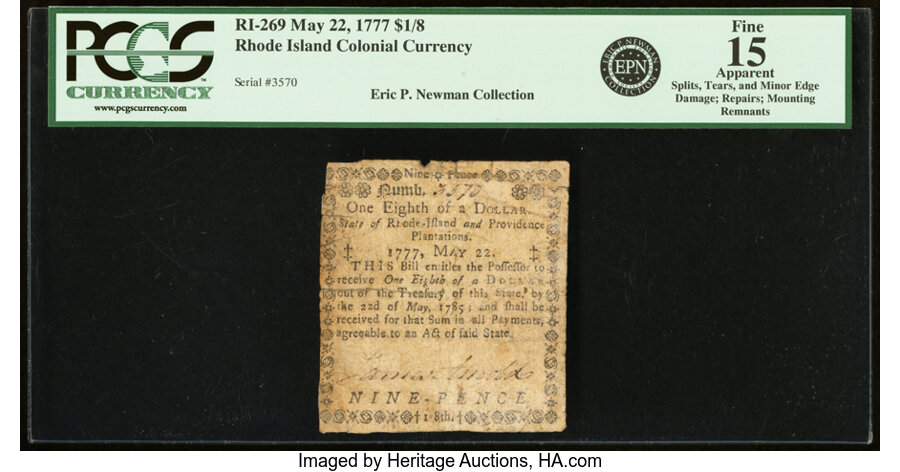 PCGS
CURRENCY
www.pcgscurrency.com
RI-269 May 22, 1777 $1/8
Rhode Island Colonial Currency
Serial #3570
Eric P. Newman Collection
ERIC P. NEWMAN
EPN
COLLECTION
Fine
15
Apparent
Splits, Tears, and Minor Edge
Damage; Repairs; Mounting
Remnants
Nine Pence
Numb. 3570
One Eighth of a DOLLAR.
State of Rhode-Island and Providence
Plantations.
‡ 1777, MAY 22. ‡
THIS Bill entitles the Possessor to
receive One Eighth of a DOLLAR
out of the Treasury of this State, by
the 22d of May, 1785; and shall be
received for that Sum in all Payments,
agreeable to an Act of said State.
NINE-PENCE
†18th.†
Imaged by Heritage Auctions, HA.com